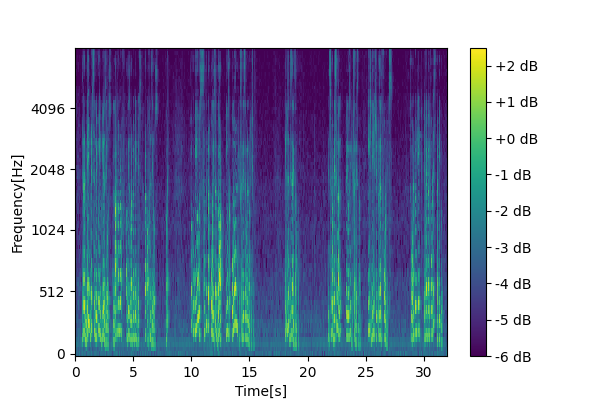 4096
2048
1024
512
0
Frequency[Hz]
0 5 10 15 20 25 30
Time[s]
+2 dB
+1 dB
+0 dB
-1 dB
-2 dB
-3 dB
-4 dB
-5 dB
-6 dB